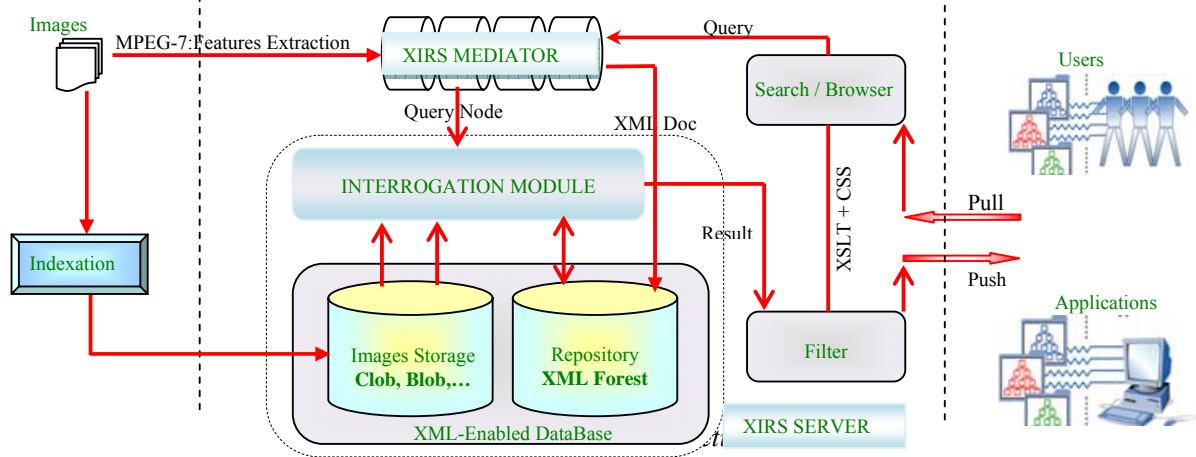 Images
MPEG-7:Features Extraction
XIRS MEDIATOR
Query
Search / Browser
Users
Query Node
XML Doc
INTERROGATION MODULE
Indexation
Result
XSLT + CSS
Pull
Push
Images Storage
Clob, Blob,…
Repository
XML Forest
Filter
Applications
XML-Enabled DataBase
XIRS SERVER